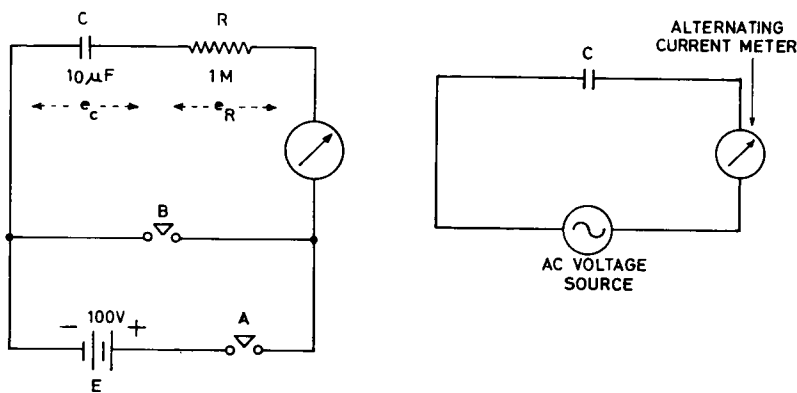 C
R
10µF
1M
e_c
e_R
B
− 100V +
A
E
ALTERNATING
CURRENT METER
C
AC VOLTAGE
SOURCE